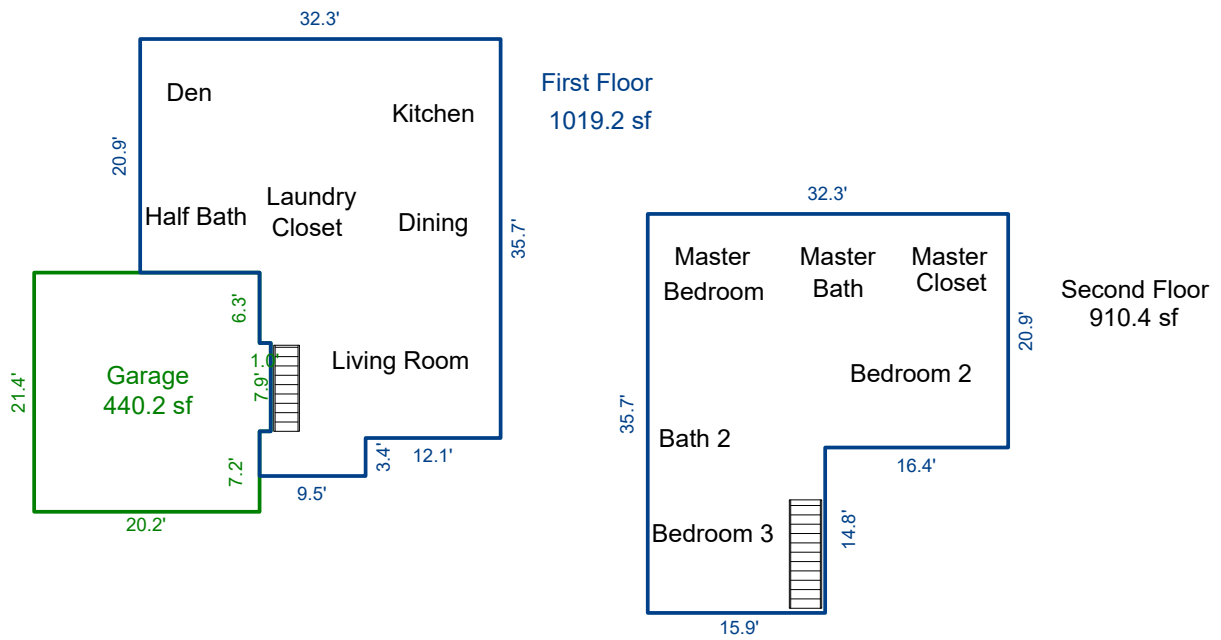 32.3'
First Floor
1019.2 sf
Den
Kitchen
20.9'
Half Bath
Laundry
Closet
Dining
35.7'
6.3'
1.0'
7.9'
Living Room
Garage
440.2 sf
21.4'
7.2'
3.4'
12.1'
9.5'
20.2'
32.3'
Master
Bedroom
Master
Bath
Master
Closet
Second Floor
910.4 sf
20.9'
Bedroom 2
35.7'
Bath 2
16.4'
Bedroom 3
14.8'
15.9'